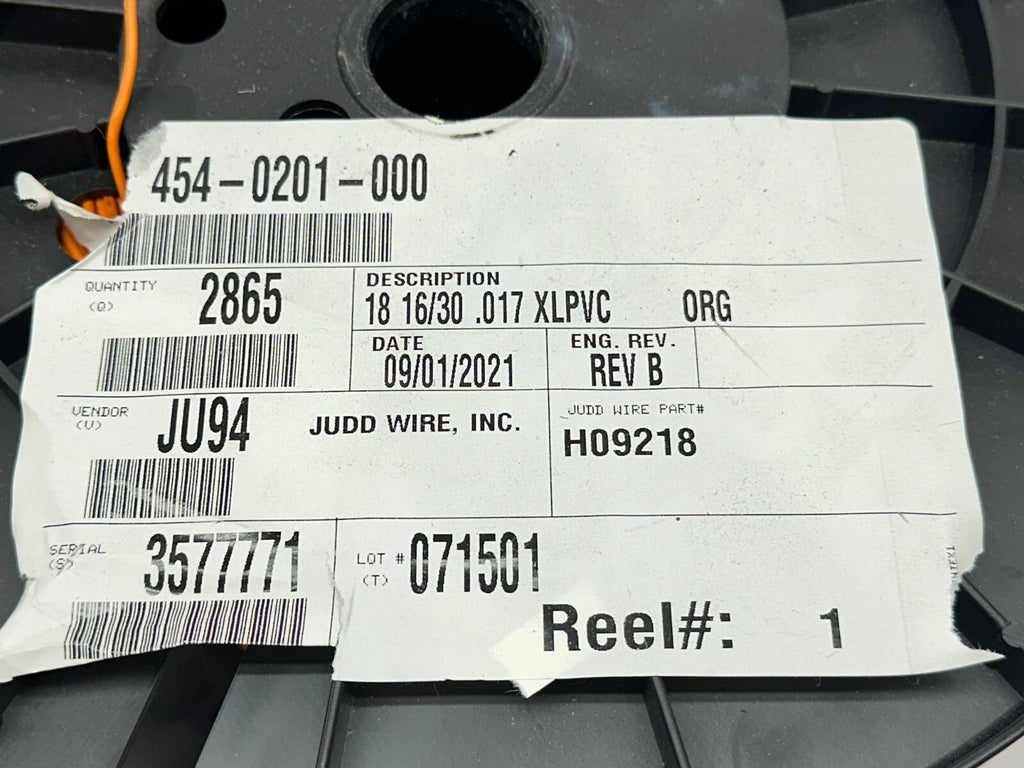 454-0201-000
QUANTITY
(Q)
2865
DESCRIPTION
18 16/30 .017 XLPVC ORG
DATE
09/01/2021
ENG. REV.
REV B
VENDOR
(V)
JU94
JUDD WIRE, INC.
JUDD WIRE PART#
H09218
SERIAL
(S)
3577771
LOT #
(T)
071501
Reel#: 1